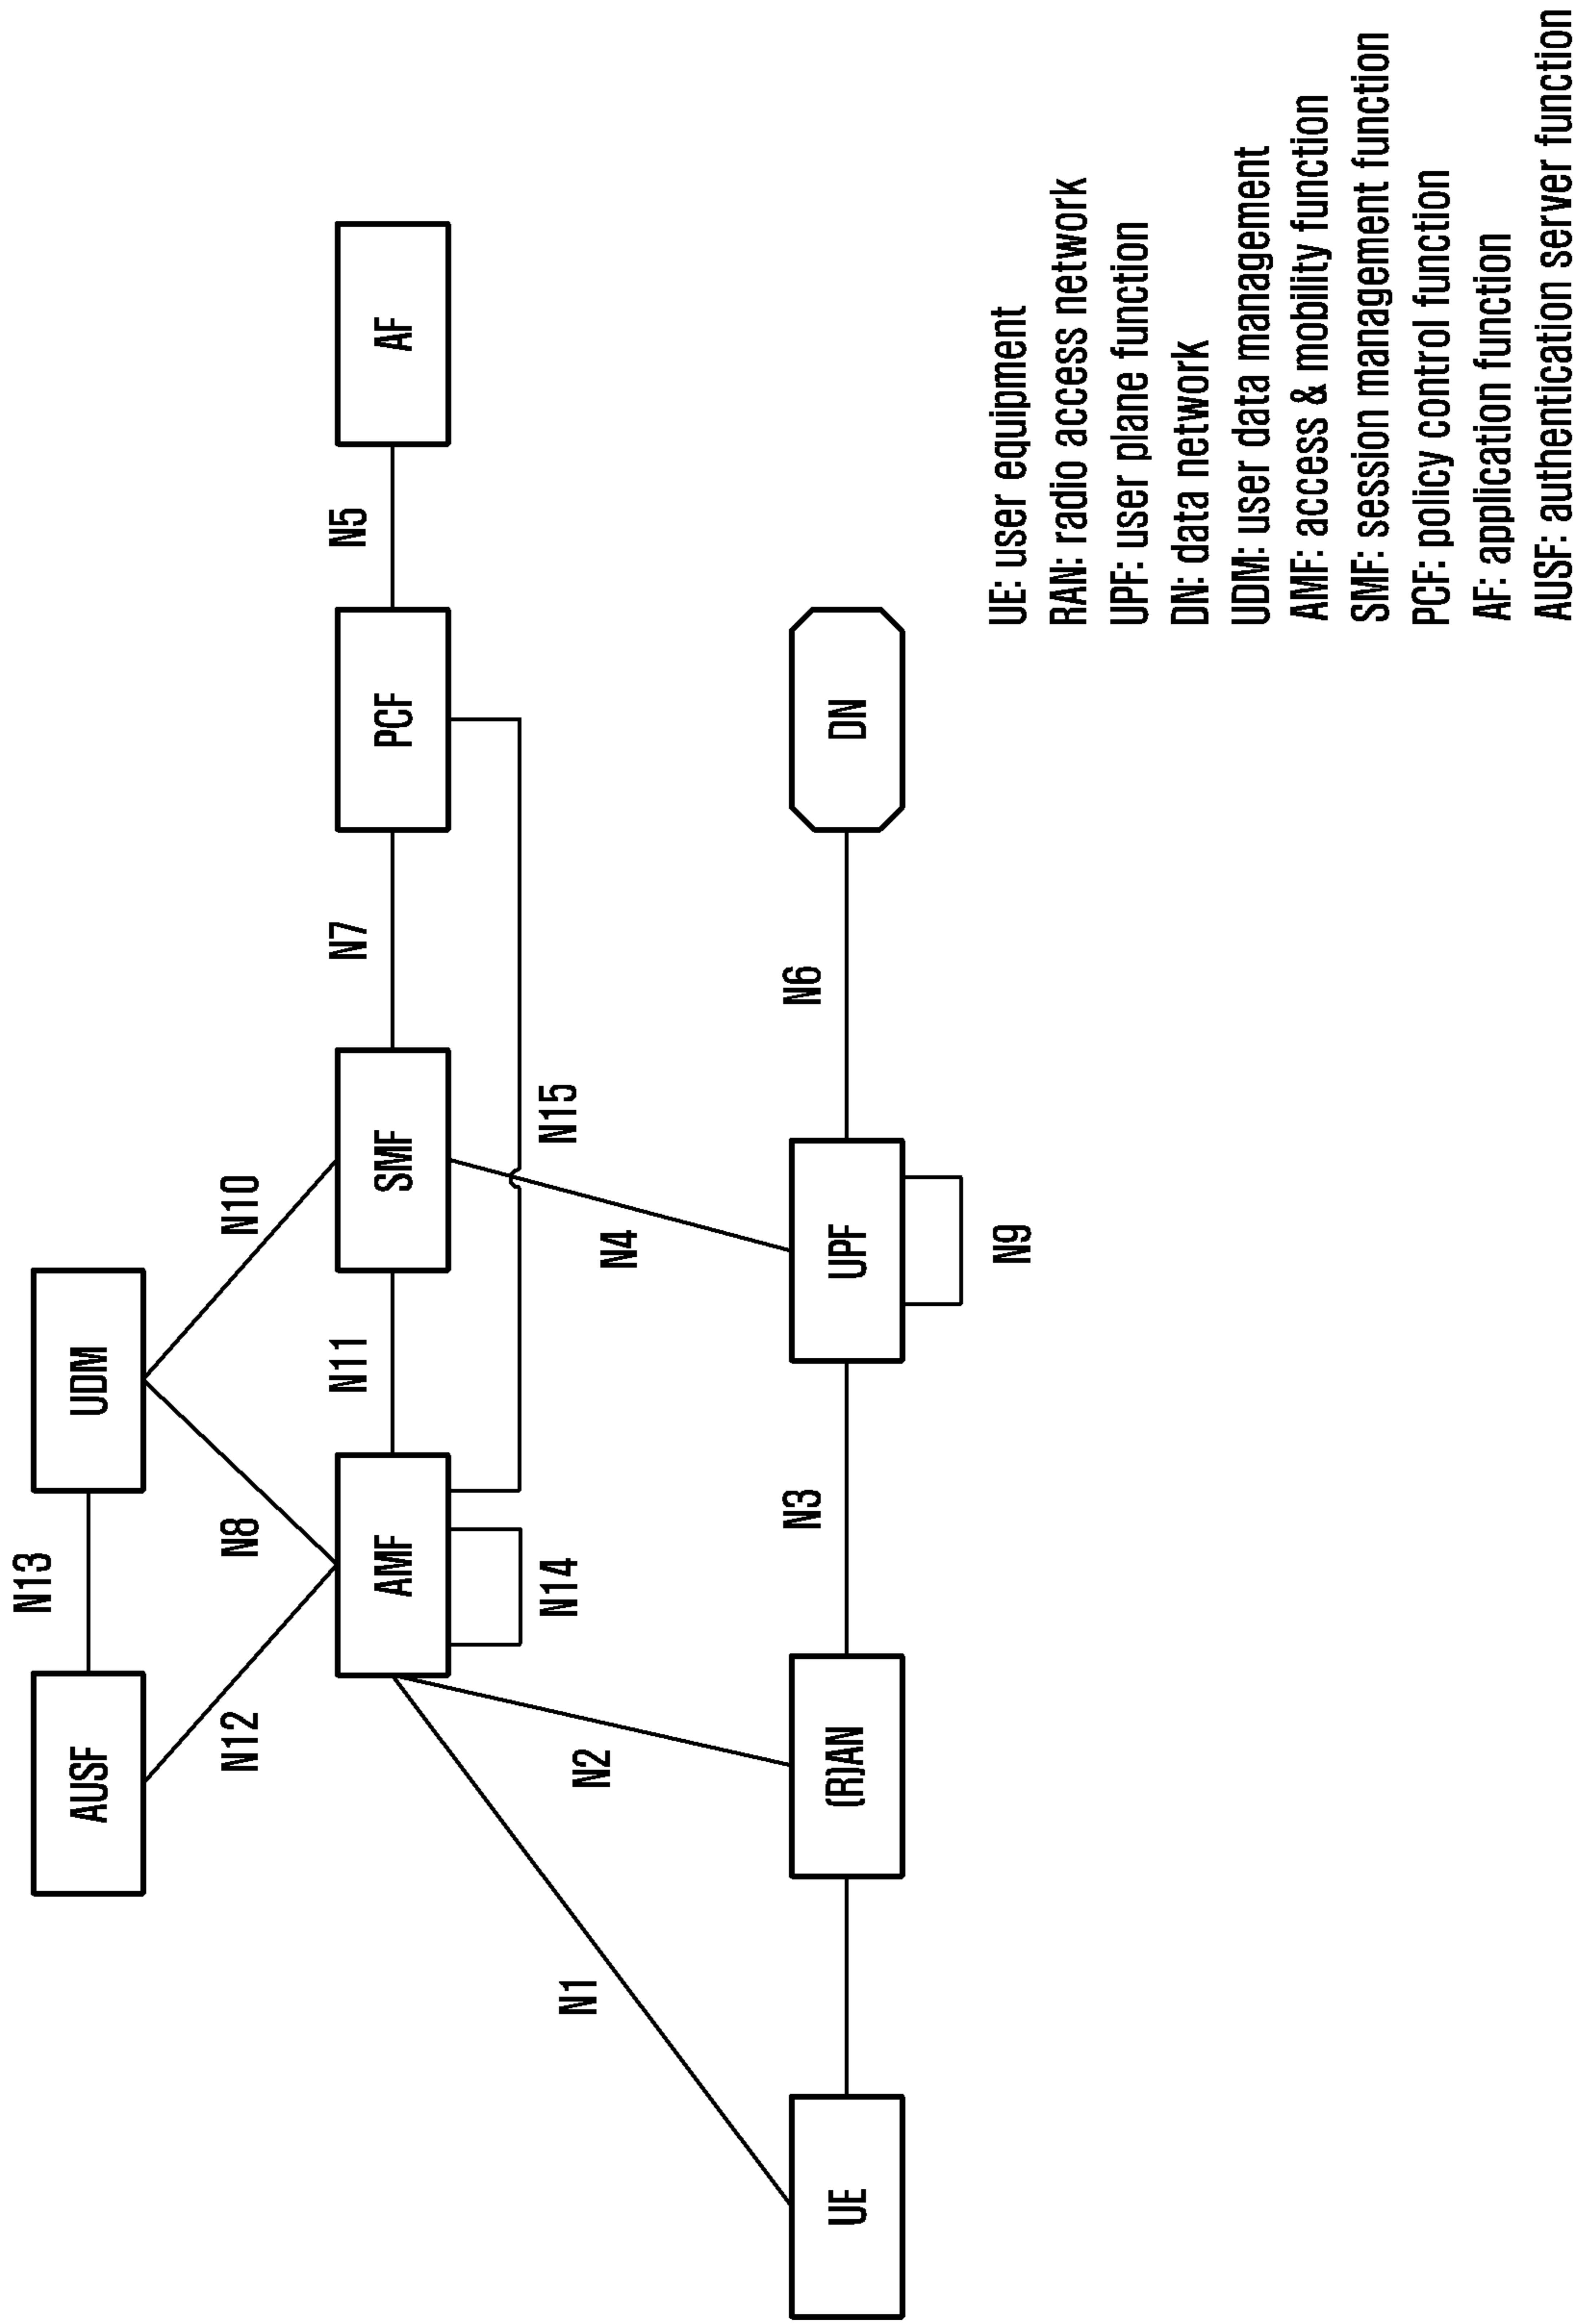 N13
AUSF
UDM
N12
N8
N10
N11
N7
N5
AMF
SMF
PCF
AF
N14
N15
N1
N2
N4
N3
N6
UE
(R)AN
UPF
DN
N9
UE: user equipment
RAN: radio access network
UPF: user plane function
DN: data network
UDM: user data management
AMF: access & mobility function
SMF: session management function
PCF: policy control function
AF: application function
AUSF: authentication server function